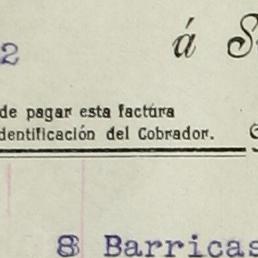 2 á S
de pagar esta factura
dentificación del Cobrador.
8 Barricas